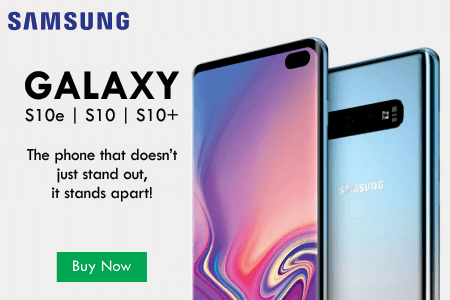 SAMSUNG
GALAXY
S10e | S10 | S10+
The phone that doesn't
just stand out,
it stands apart!
Buy Now
SAMSUNG